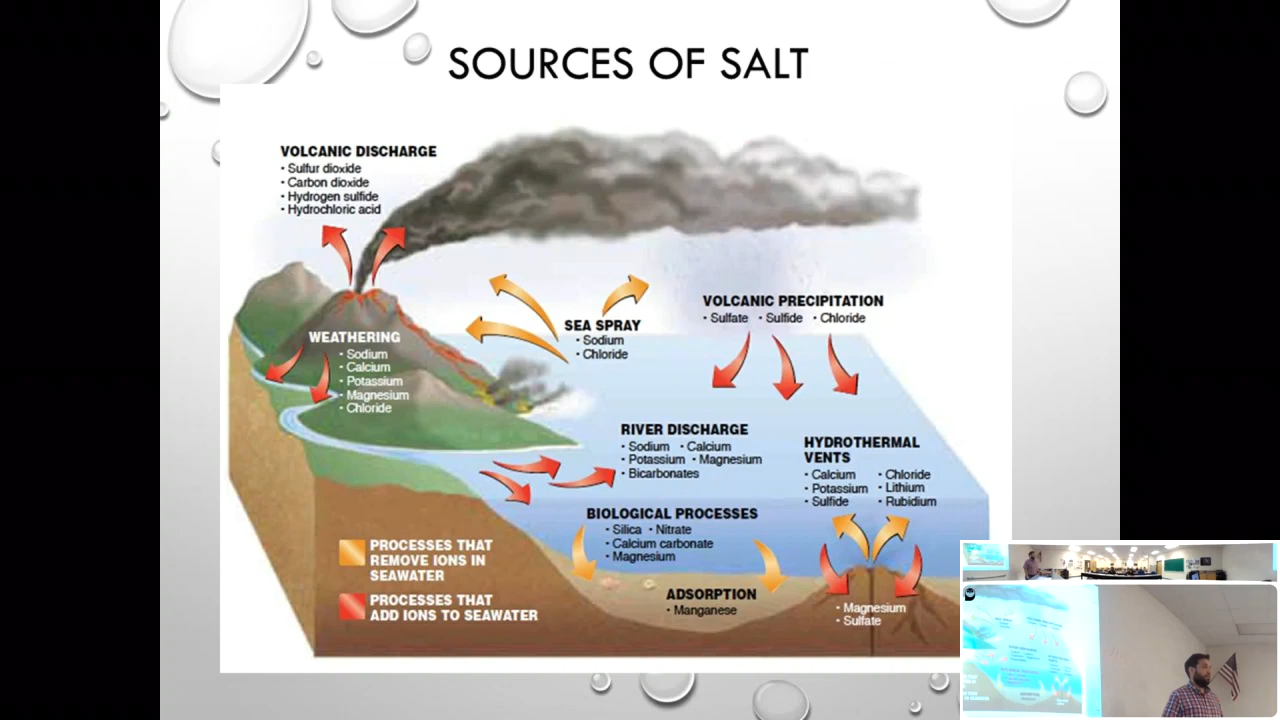 SOURCES OF SALT
VOLCANIC DISCHARGE
• Sulfur dioxide
• Carbon dioxide
• Hydrogen sulfide
• Hydrochloric acid
VOLCANIC PRECIPITATION
• Sulfate • Sulfide • Chloride
SEA SPRAY
• Sodium
• Chloride
WEATHERING
• Sodium
• Calcium
• Potassium
• Magnesium
• Chloride
RIVER DISCHARGE
• Sodium • Calcium
• Potassium • Magnesium
• Bicarbonates
HYDROTHERMAL
VENTS
• Calcium • Chloride
• Potassium • Lithium
• Sulfide • Rubidium
BIOLOGICAL PROCESSES
• Silica • Nitrate
• Calcium carbonate
• Magnesium
PROCESSES THAT
REMOVE IONS IN
SEAWATER
ADSORPTION
• Manganese
• Magnesium
• Sulfate
PROCESSES THAT
ADD IONS TO SEAWATER